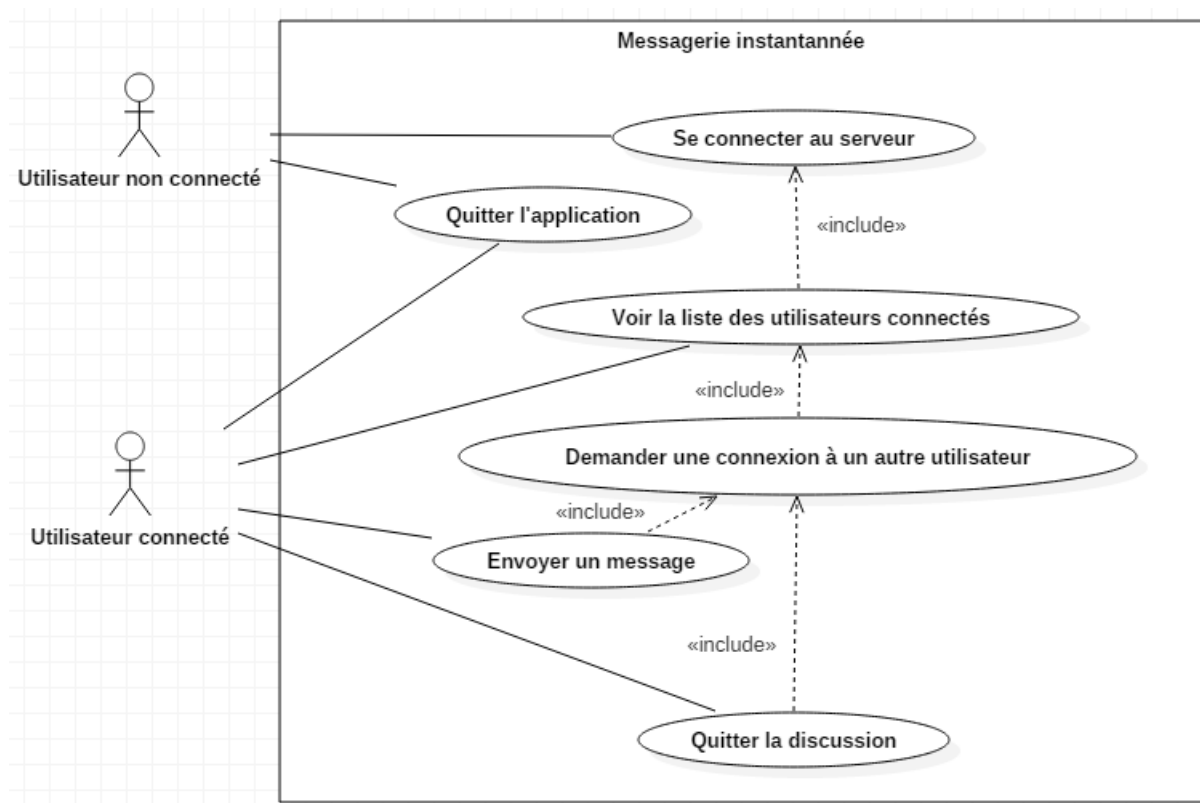 Messagerie instantannée
Se connecter au serveur
Utilisateur non connecté
Quitter l'application
«include»
Voir la liste des utilisateurs connectés
«include»
Demander une connexion à un autre utilisateur
«include»
Utilisateur connecté
Envoyer un message
«include»
Quitter la discussion